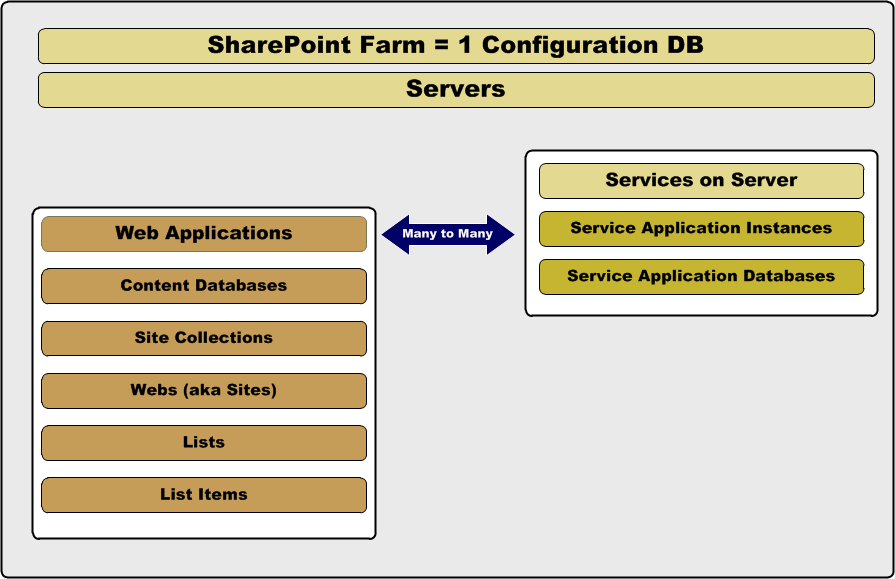 SharePoint Farm = 1 Configuration DB
Servers
Services on Server
Web Applications
Many to Many
Service Application Instances
Content Databases
Service Application Databases
Site Collections
Webs (aka Sites)
Lists
List Items